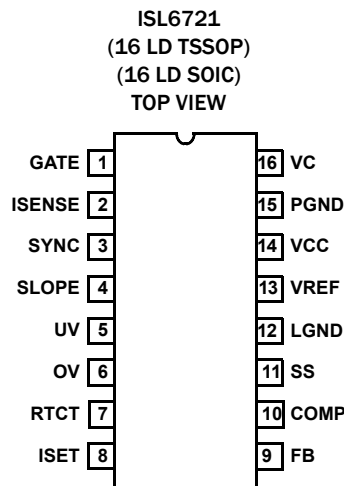 ISL6721
(16 LD TSSOP)
(16 LD SOIC)
TOP VIEW
GATE 1 16 VC
ISENSE 2 15 PGND
SYNC 3 14 VCC
SLOPE 4 13 VREF
UV 5 12 LGND
OV 6 11 SS
RTCT 7 10 COMP
ISET 8 9 FB